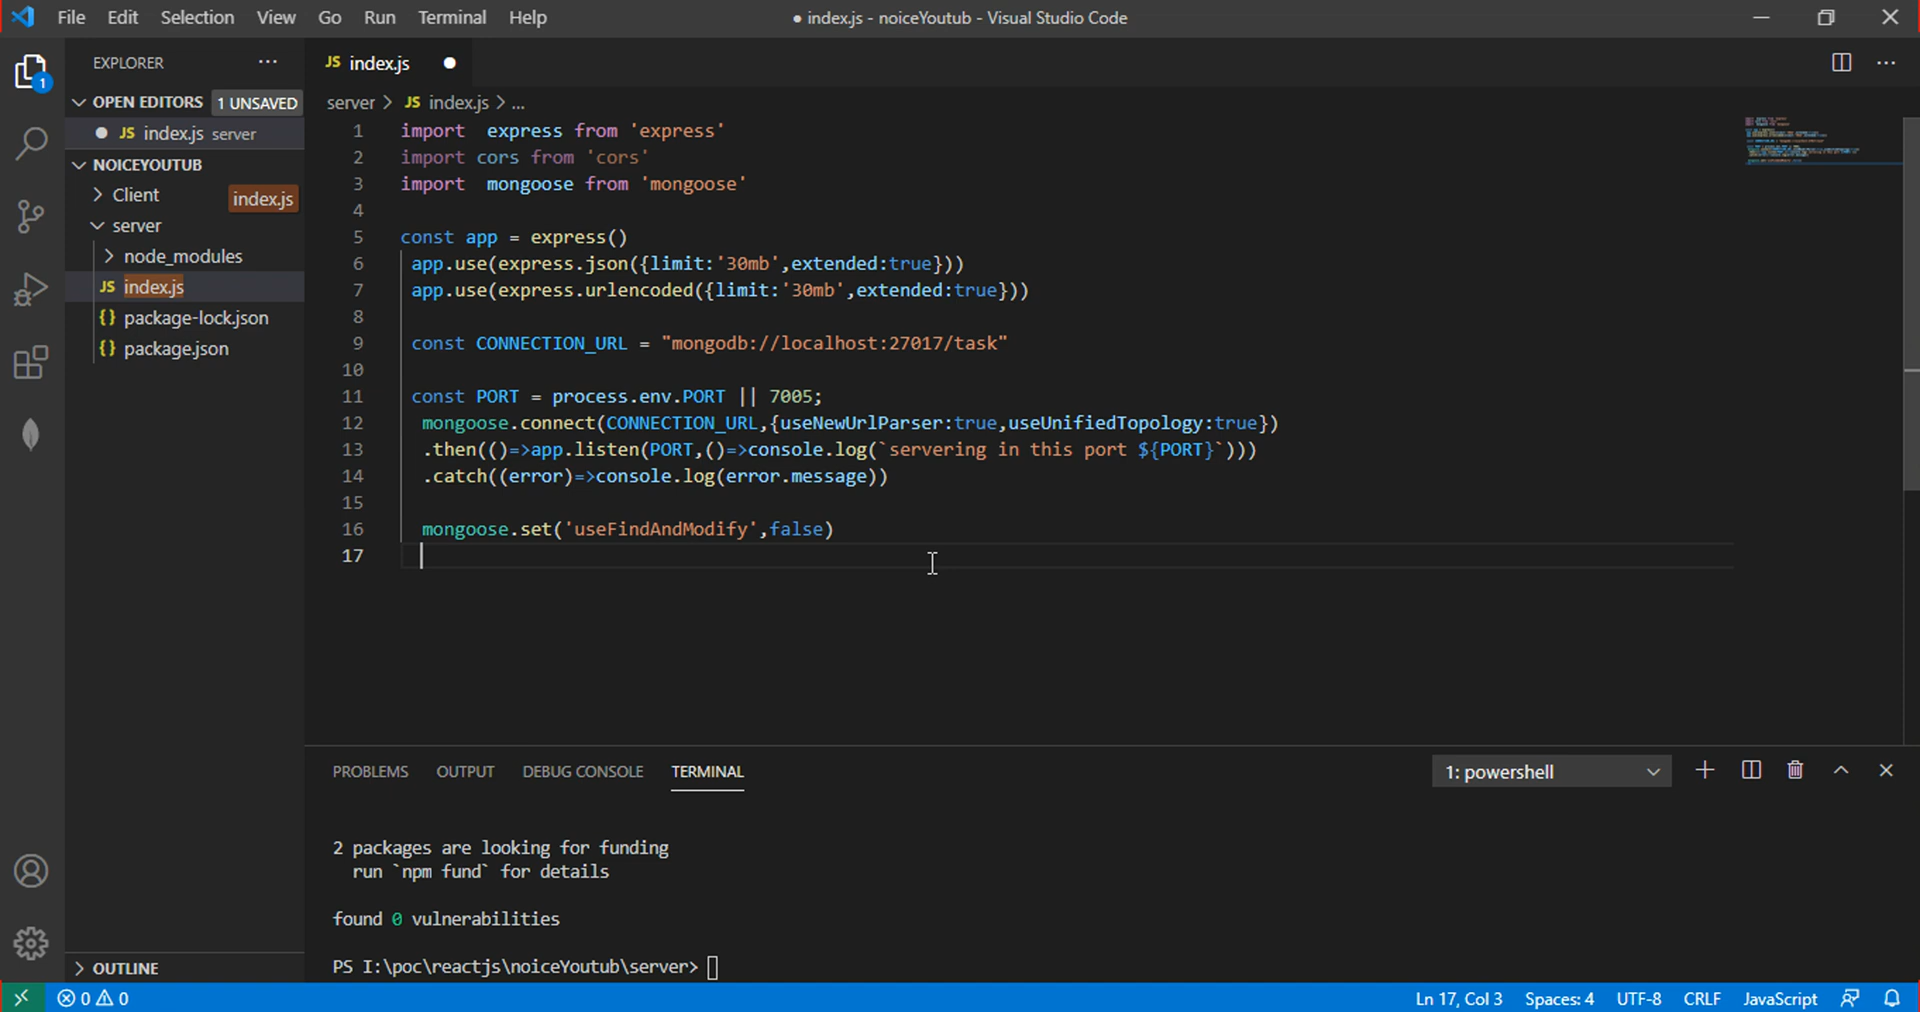 File Edit Selection View Go Run Terminal Help
● index.js - noiceYoutub - Visual Studio Code
EXPLORER ...
OPEN EDITORS 1 UNSAVED
JS index.js server
NOICEYOUTUB
Client
index.js
server
node_modules
JS index.js
{} package-lock.json
{} package.json
OUTLINE
1
JS index.js
server > JS index.js > ...
1 import  express from 'express'
2 import cors from 'cors'
3 import  mongoose from 'mongoose'
4
5 const app = express()
6 app.use(express.json({limit:'30mb',extended:true}))
7 app.use(express.urlencoded({limit:'30mb',extended:true}))
8
9 const CONNECTION_URL = "mongodb://localhost:27017/task"
10
11 const PORT = process.env.PORT || 7005;
12 mongoose.connect(CONNECTION_URL,{useNewUrlParser:true,useUnifiedTopology:true})
13 .then(()=>app.listen(PORT,()=>console.log(`servering in this port ${PORT}`)))
14 .catch((error)=>console.log(error.message))
15
16 mongoose.set('useFindAndModify',false)
17
PROBLEMS OUTPUT DEBUG CONSOLE TERMINAL
1: powershell
2 packages are looking for funding
run `npm fund` for details
found 0 vulnerabilities
PS I:\poc\reactjs\noiceYoutub\server>
0 0
Ln 17, Col 3 Spaces: 4 UTF-8 CRLF JavaScript